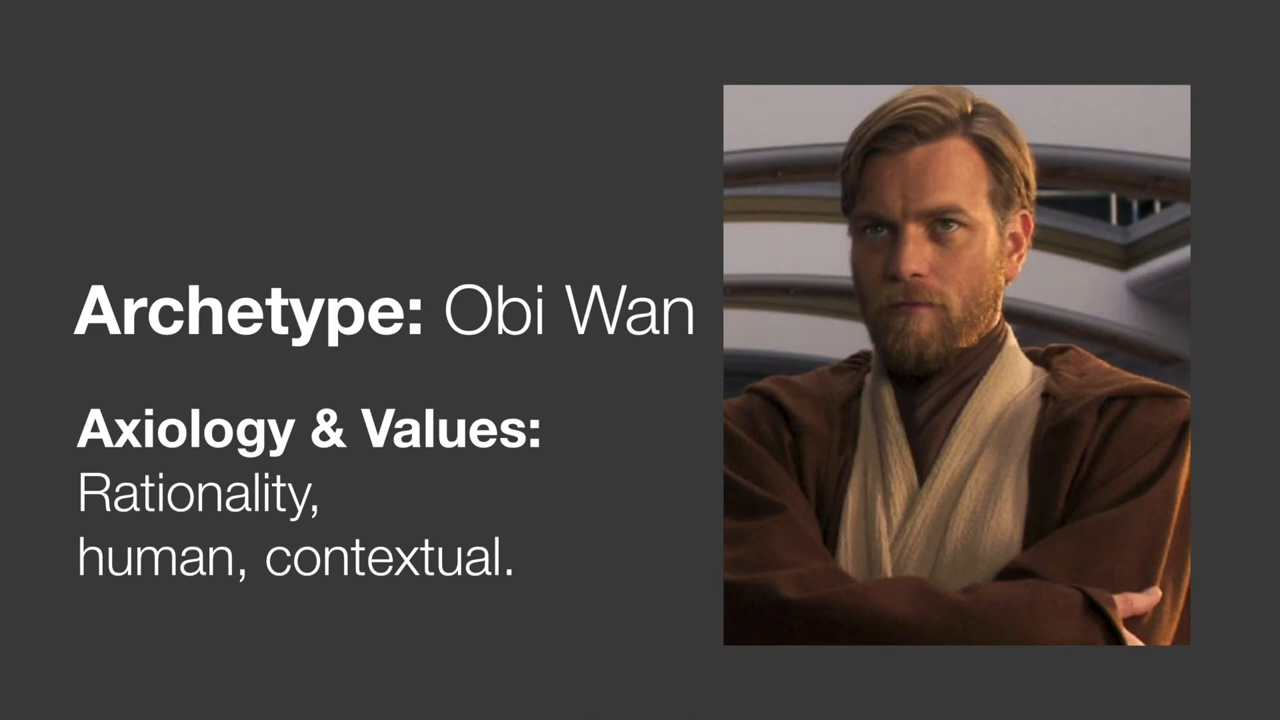 Archetype: Obi Wan
Axiology & Values:
Rationality,
human, contextual.